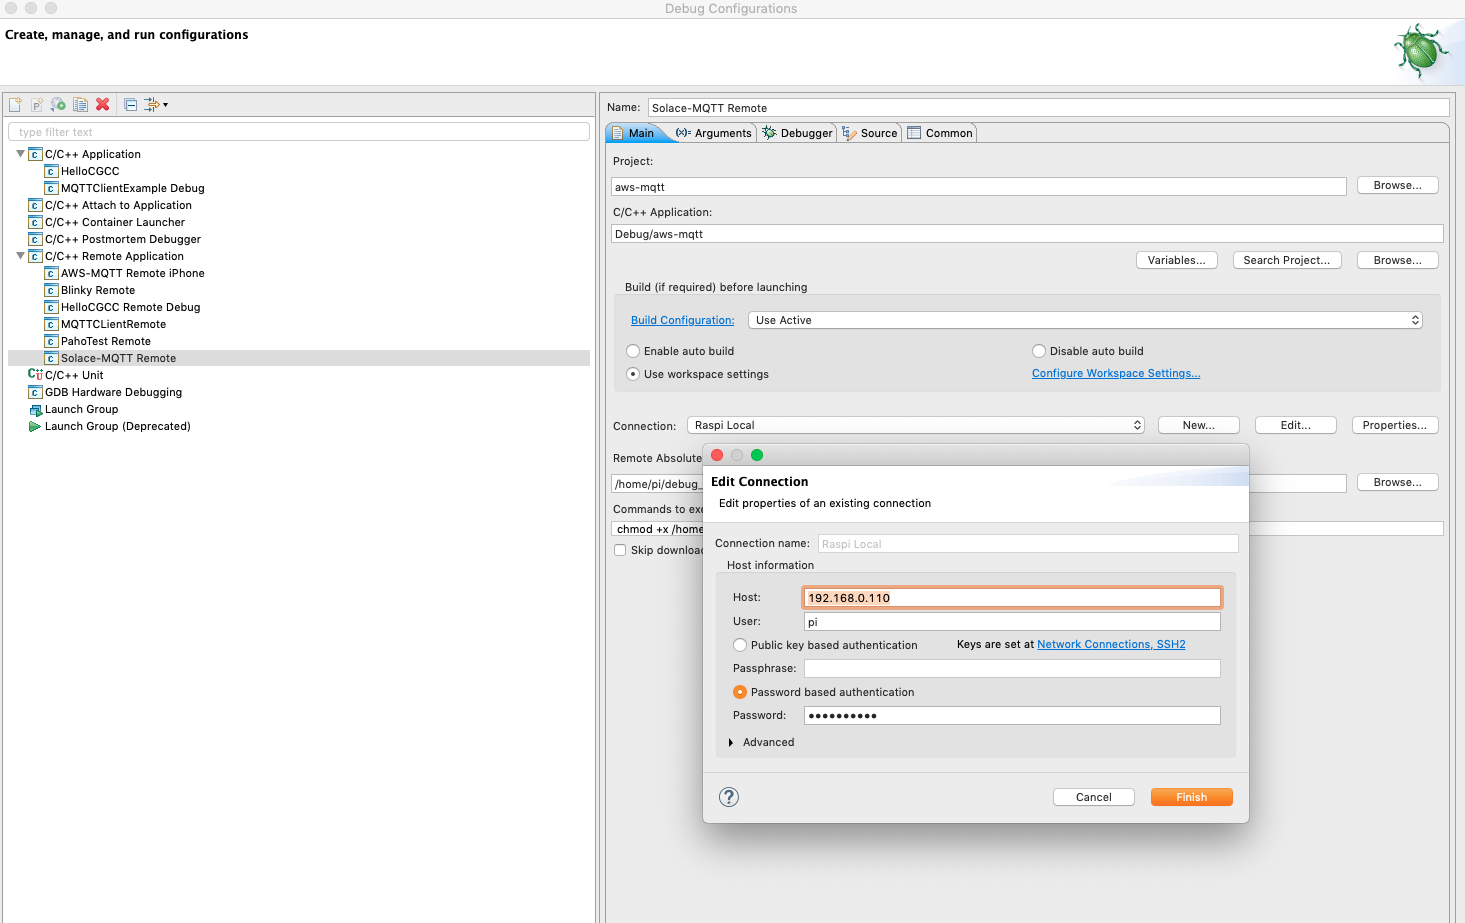 Debug Configurations
Create, manage, and run configurations
type filter text
C/C++ Application
HelloCGCC
MQTTClientExample Debug
C/C++ Attach to Application
C/C++ Container Launcher
C/C++ Postmortem Debugger
C/C++ Remote Application
AWS-MQTT Remote iPhone
Blinky Remote
HelloCGCC Remote Debug
MQTTCLientRemote
PahoTest Remote
Solace-MQTT Remote
C/C++ Unit
GDB Hardware Debugging
Launch Group
Launch Group (Deprecated)
Name: Solace-MQTT Remote
Main Arguments Debugger Source Common
Project:
aws-mqtt Browse...
C/C++ Application:
Debug/aws-mqtt
Variables... Search Project... Browse...
Build (if required) before launching
Build Configuration: Use Active
Enable auto build Disable auto build
Use workspace settings Configure Workspace Settings...
Connection: Raspi Local New... Edit... Properties...
Remote Absolute
/home/pi/debug_ Browse...
Commands to exe
chmod +x /home
Skip download
Edit Connection
Edit properties of an existing connection
Connection name: Raspi Local
Host information
Host: 192.168.0.110
User: pi
Public key based authentication Keys are set at Network Connections, SSH2
Passphrase:
Password based authentication
Password: ●●●●●●●●●●
Advanced
? Cancel Finish